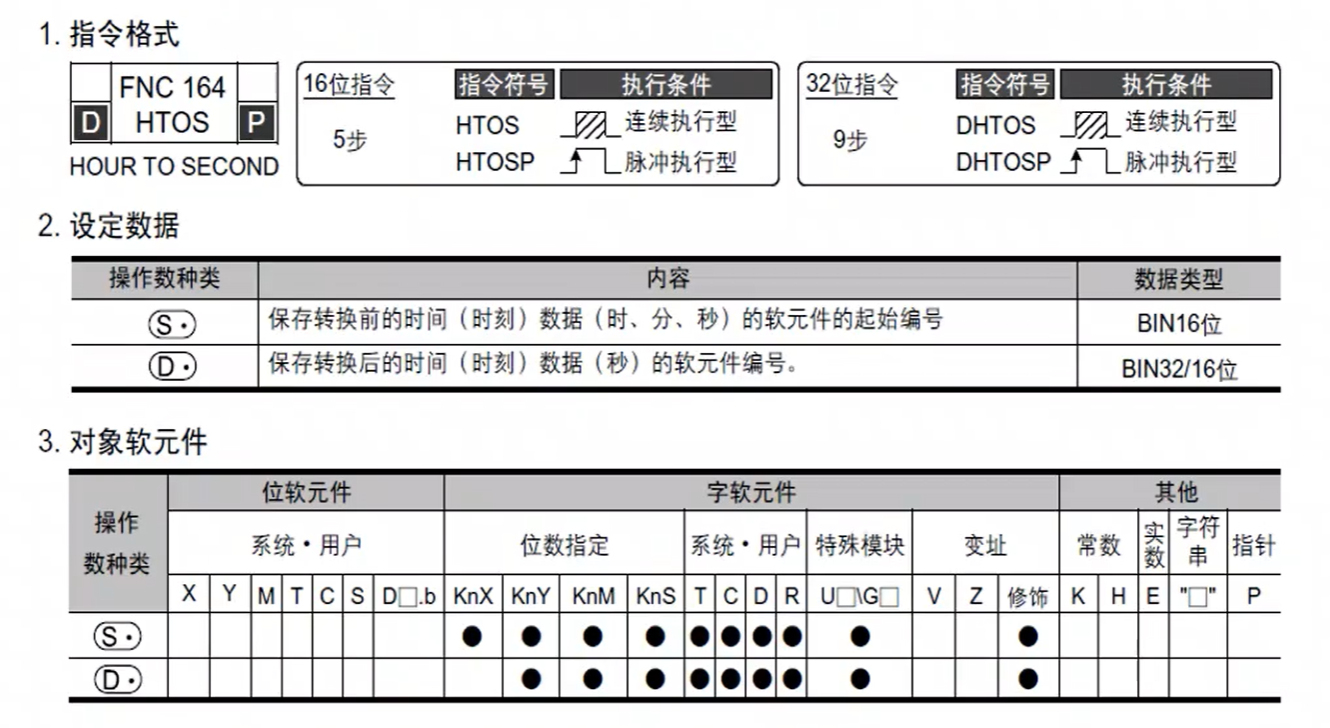 1. 指令格式
FNC 164
D HTOS P
HOUR TO SECOND
16位指令 指令符号 执行条件
5步
HTOS 连续执行型
HTOSP 脉冲执行型
32位指令 指令符号 执行条件
9步
DHTOS 连续执行型
DHTOSP 脉冲执行型
2. 设定数据
操作数种类 内容 数据类型
S· 保存转换前的时间（时刻）数据（时、分、秒）的软元件的起始编号 BIN16位
D· 保存转换后的时间（时刻）数据（秒）的软元件编号。 BIN32/16位
3. 对象软元件
操作
数种类
位软元件 字软元件 其他
系统・用户 位数指定 系统・用户 特殊模块 变址 常数 实数 字符串 指针
X Y M T C S D□.b KnX KnY KnM KnS T C D R U□\G□ V Z 修饰 K H E "□" P
S· ● ● ● ● ● ● ● ● ● ●
D· ● ● ● ● ● ● ● ● ●